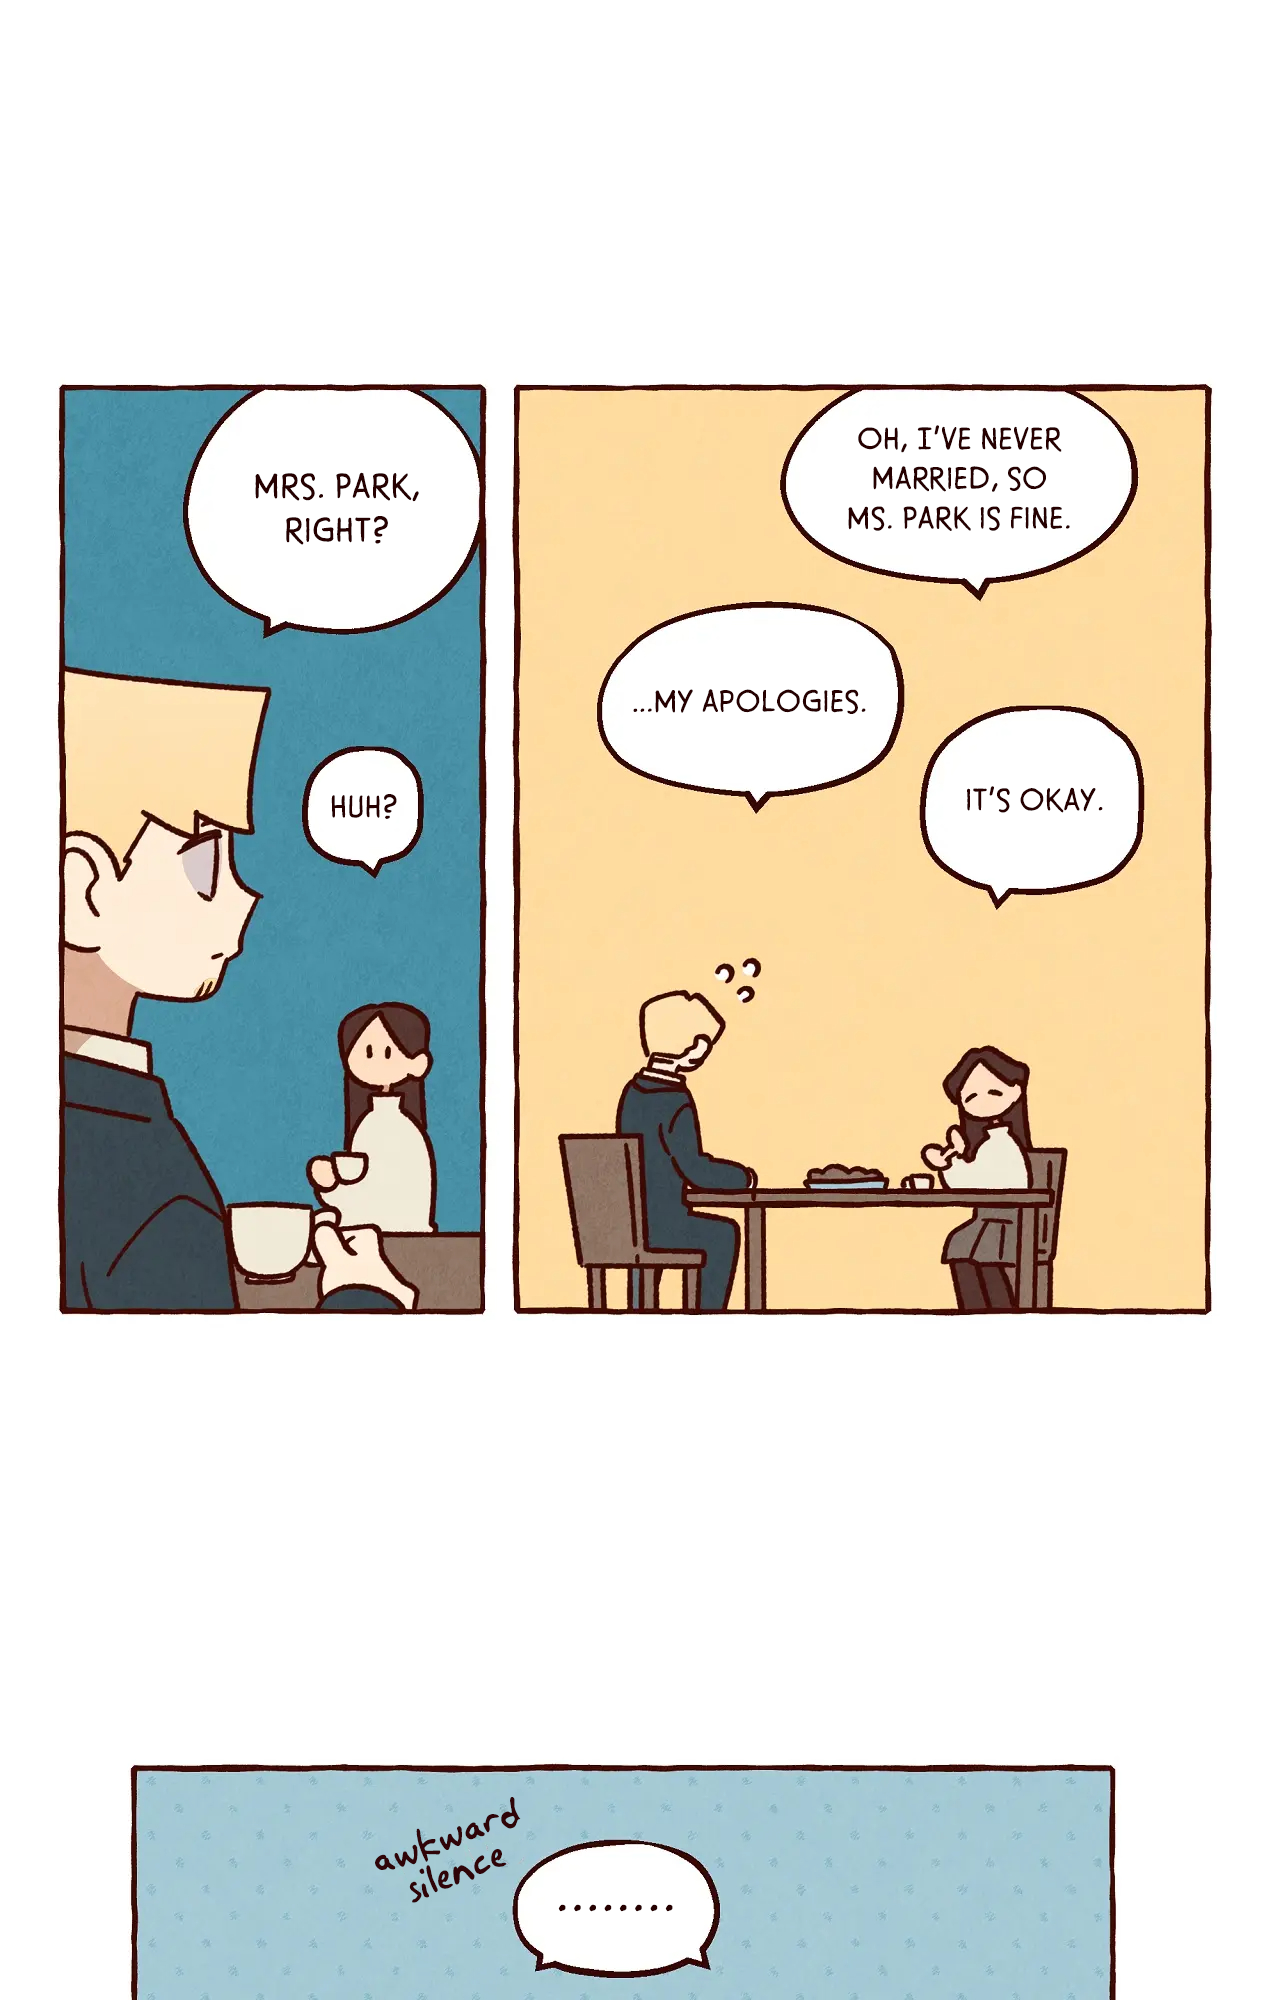 MRS. PARK,
RIGHT?
HUH?
OH, I'VE NEVER
MARRIED, SO
MS. PARK IS FINE.
...MY APOLOGIES.
IT'S OKAY.
awkward
silence
........